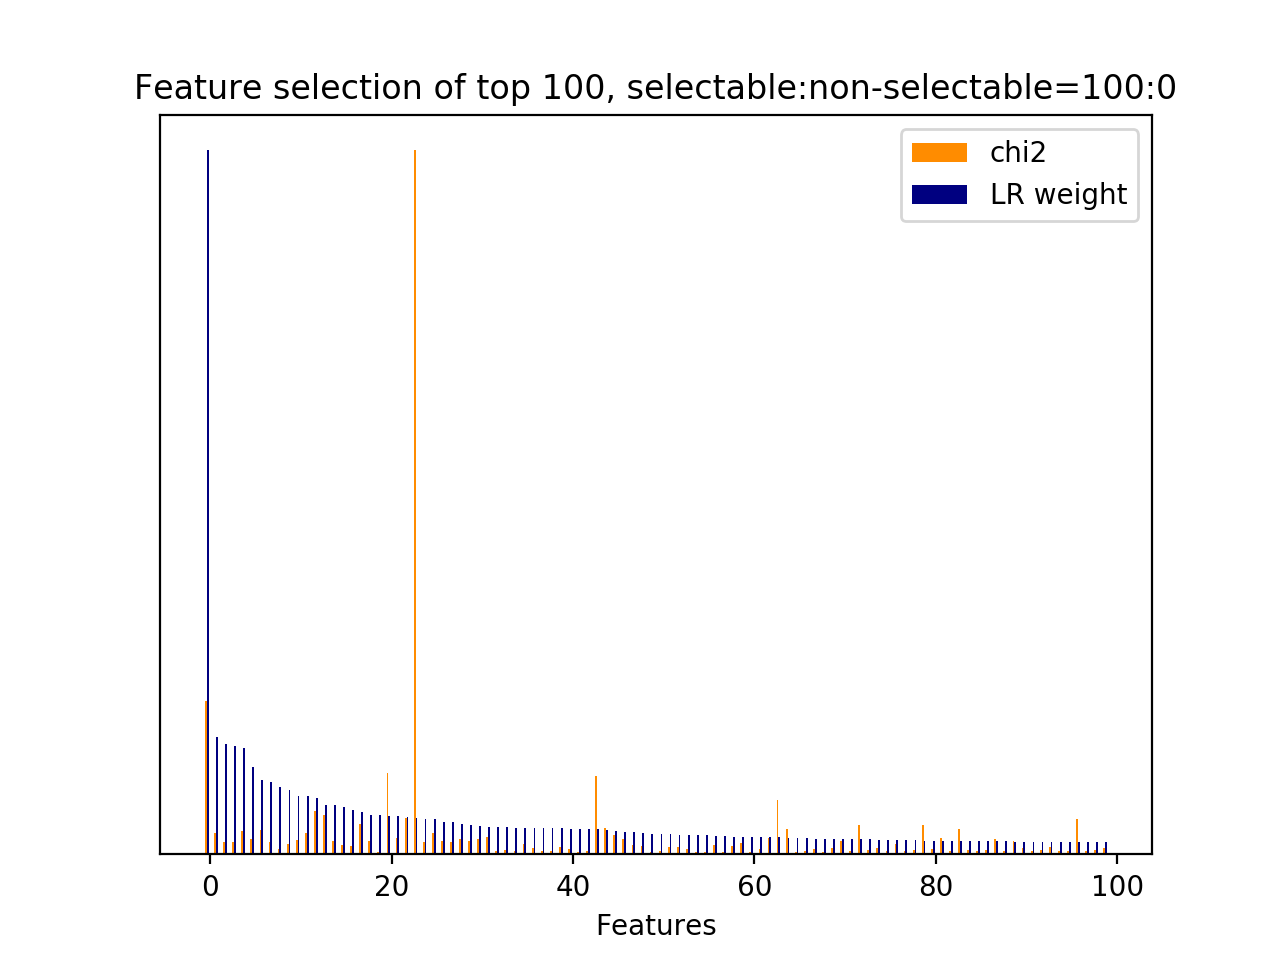 Feature selection of top 100, selectable:non-selectable=100:0
chi2
LR weight
0 20 40 60 80 100
Features